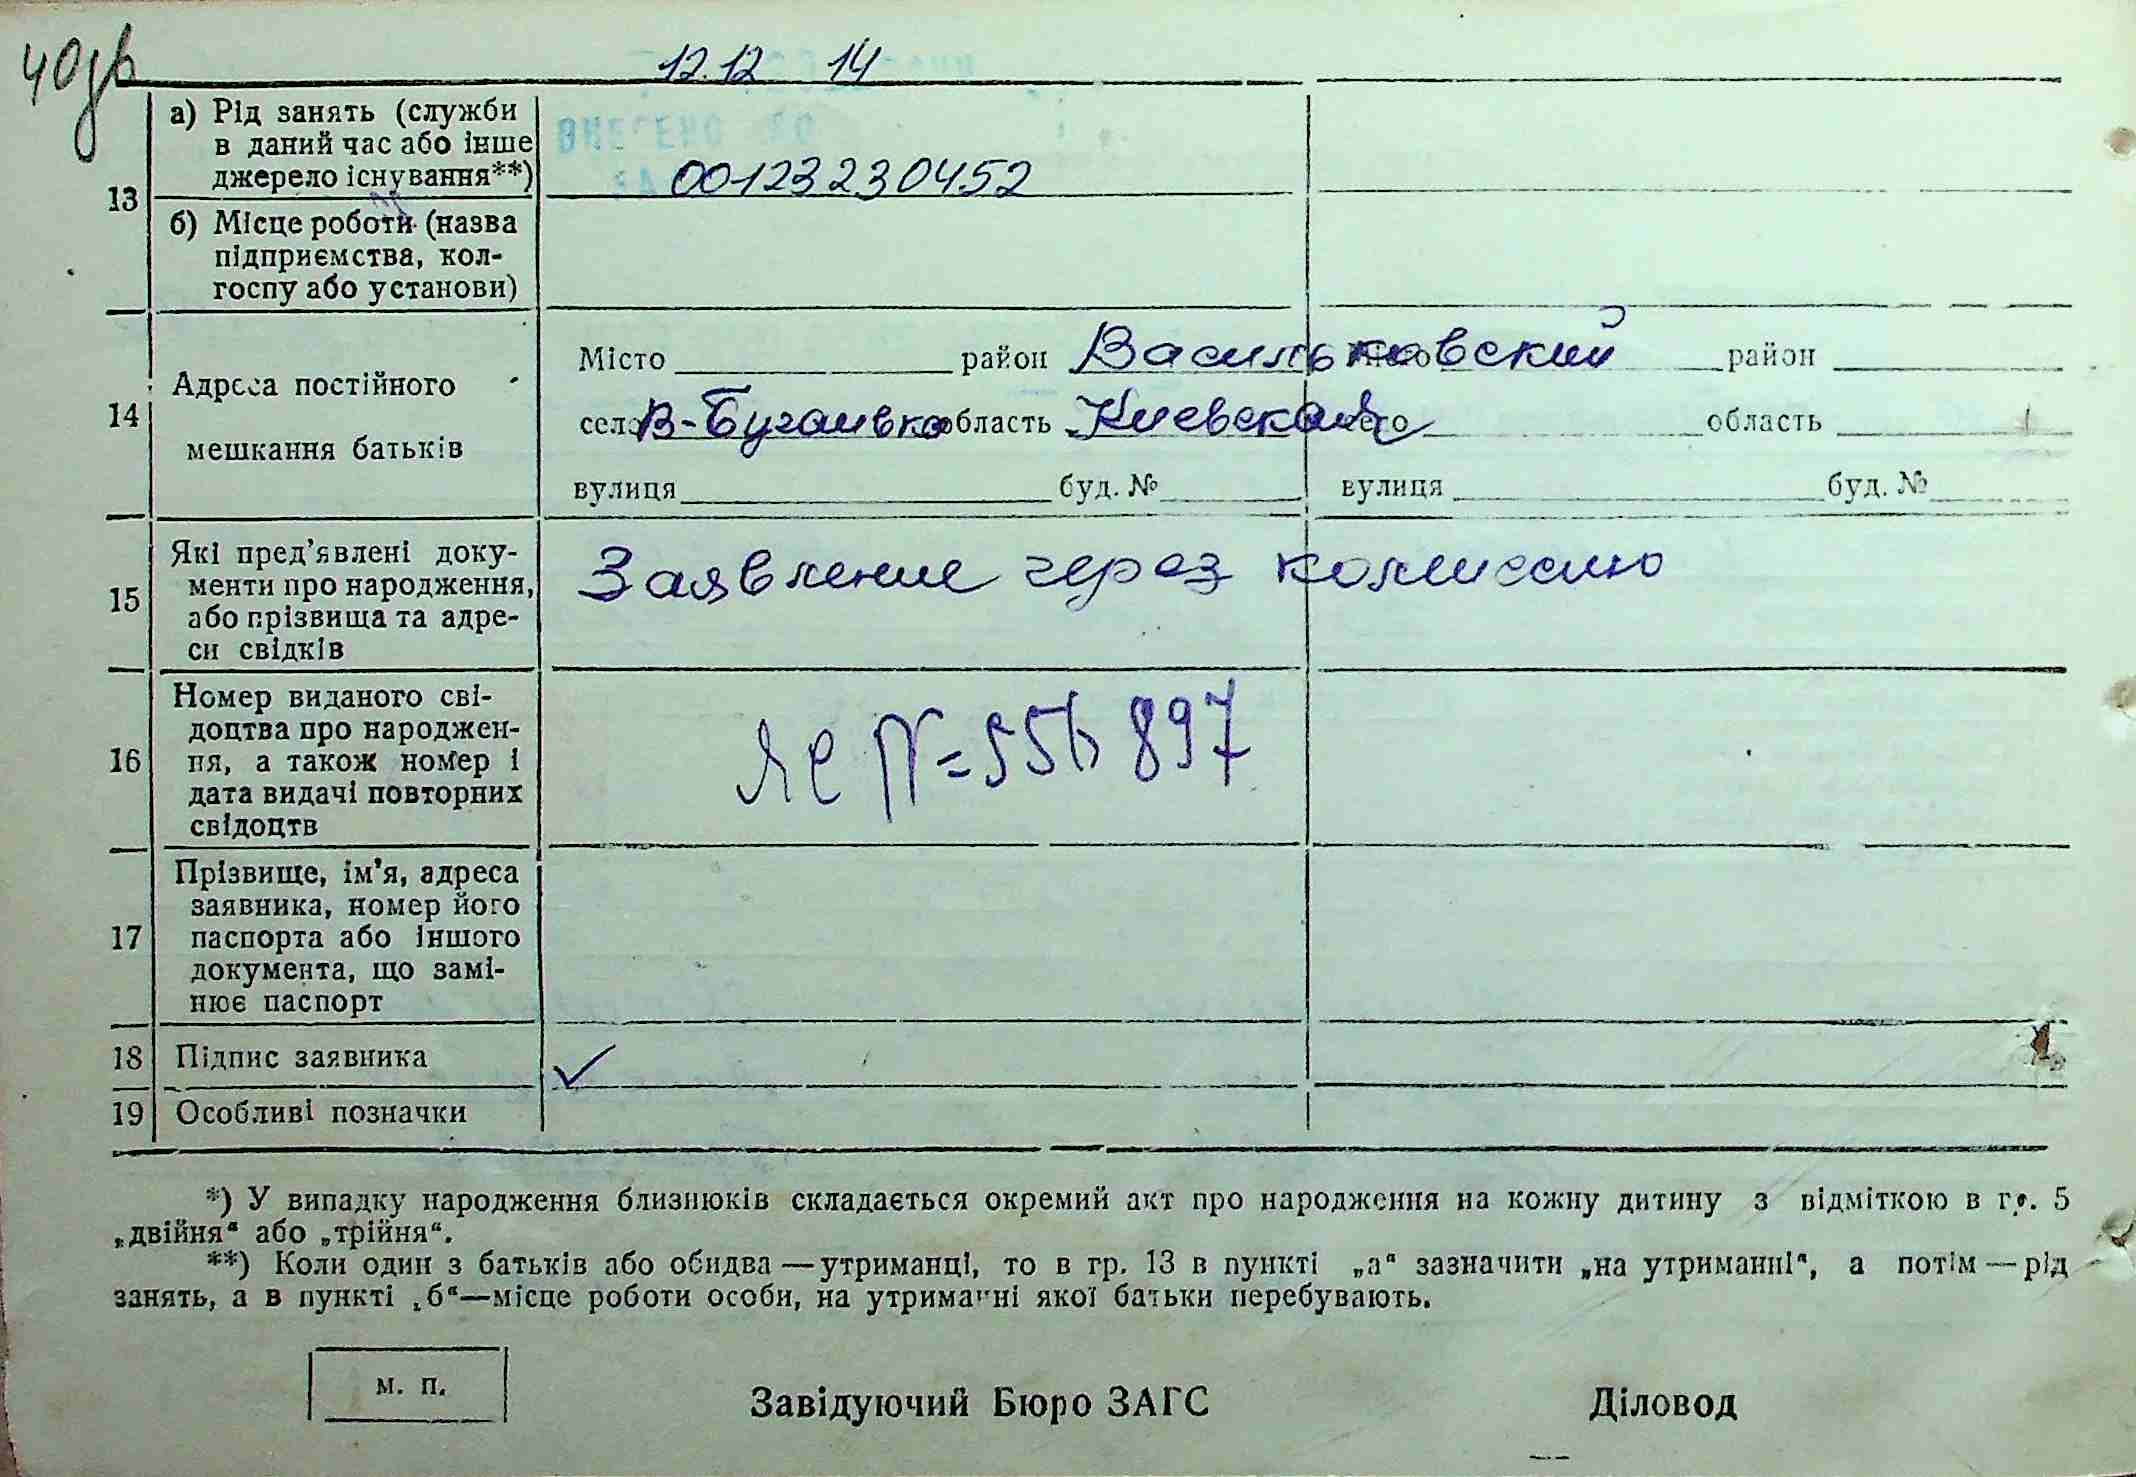 12.12 14
13
а) Рід занять (служби
в даний час або інше
джерело існування**)
00123230452
б) Місце роботи (назва
підприємства, кол-
госпу або установи)
14
Адреса постійного
мешкання батьків
Місто район Васильковский район
село В-Бугаивка область Киевская область
вулиця буд. № вулиця буд. №
15
Які пред'явлені доку-
менти про народження,
або прізвища та адре-
си свідків
Заявление через комиссию
16
Номер виданого сві-
доцтва про народжен-
ня, а також номер і
дата видачі повторних
свідоцтв
ЯС N=556897
17
Прізвище, ім'я, адреса
заявника, номер його
паспорта або іншого
документа, що замі-
нює паспорт
18 Підпис заявника
19 Особливі позначки
*) У випадку народження близнюків складається окремий акт про народження на кожну дитину з відміткою в гр. 5
„двійня“ або „трійня“.
**) Коли один з батьків або обидва — утриманці, то в гр. 13 в пункті „а“ зазначити „на утриманні“, а потім — рід
занять, а в пункті „б“—місце роботи особи, на утриманні якої батьки перебувають.
м. п.
Завідуючий Бюро ЗАГС Діловод